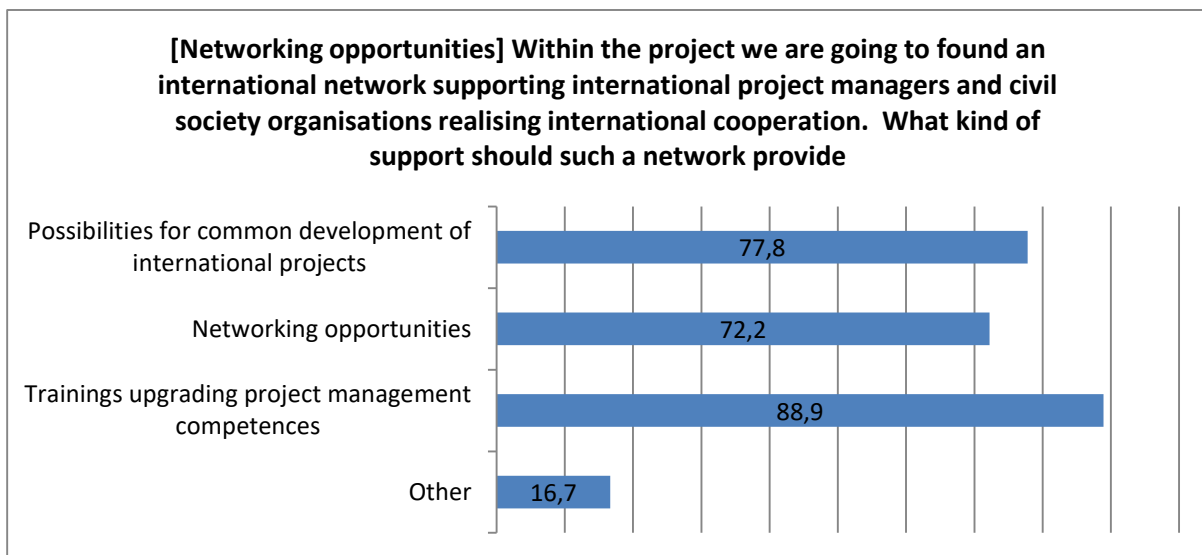 [Networking opportunities] Within the project we are going to found an
international network supporting international project managers and civil
society organisations realising international cooperation.  What kind of
support should such a network provide
Possibilities for common development of
international projects
77,8
Networking opportunities
72,2
Trainings upgrading project management
competences
88,9
Other
16,7